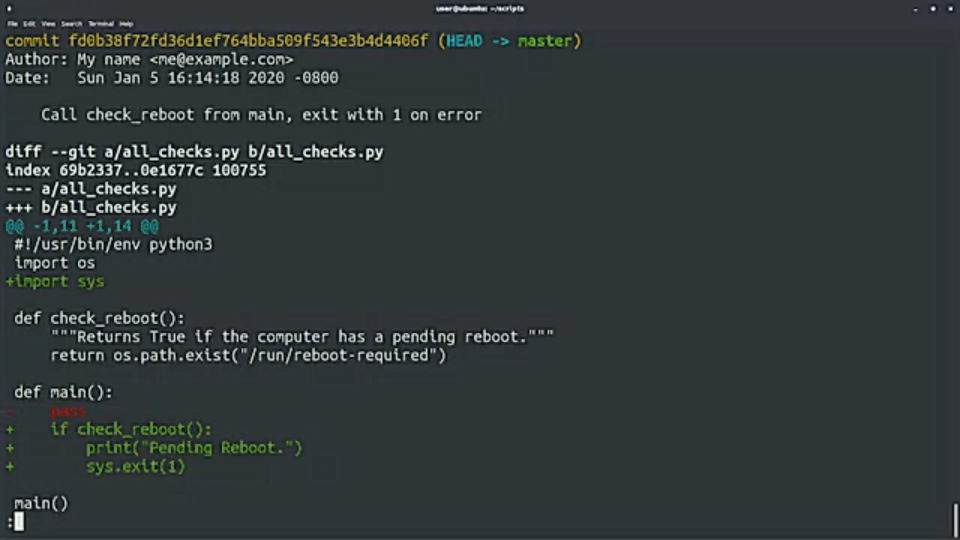 user@ubuntu: ~/scripts
File Edit View Search Terminal Help
commit fd0b38f72fd36d1ef764bba509f543e3b4d4406f (HEAD -> master)
Author: My name <me@example.com>
Date:   Sun Jan 5 16:14:18 2020 -0800
    Call check_reboot from main, exit with 1 on error
diff --git a/all_checks.py b/all_checks.py
index 69b2337..0e1677c 100755
--- a/all_checks.py
+++ b/all_checks.py
@@ -1,11 +1,14 @@
 #!/usr/bin/env python3
 import os
+import sys
 def check_reboot():
     """Returns True if the computer has a pending reboot."""
     return os.path.exist("/run/reboot-required")
 def main():
-    pass
+    if check_reboot():
+        print("Pending Reboot.")
+        sys.exit(1)
 main()
: